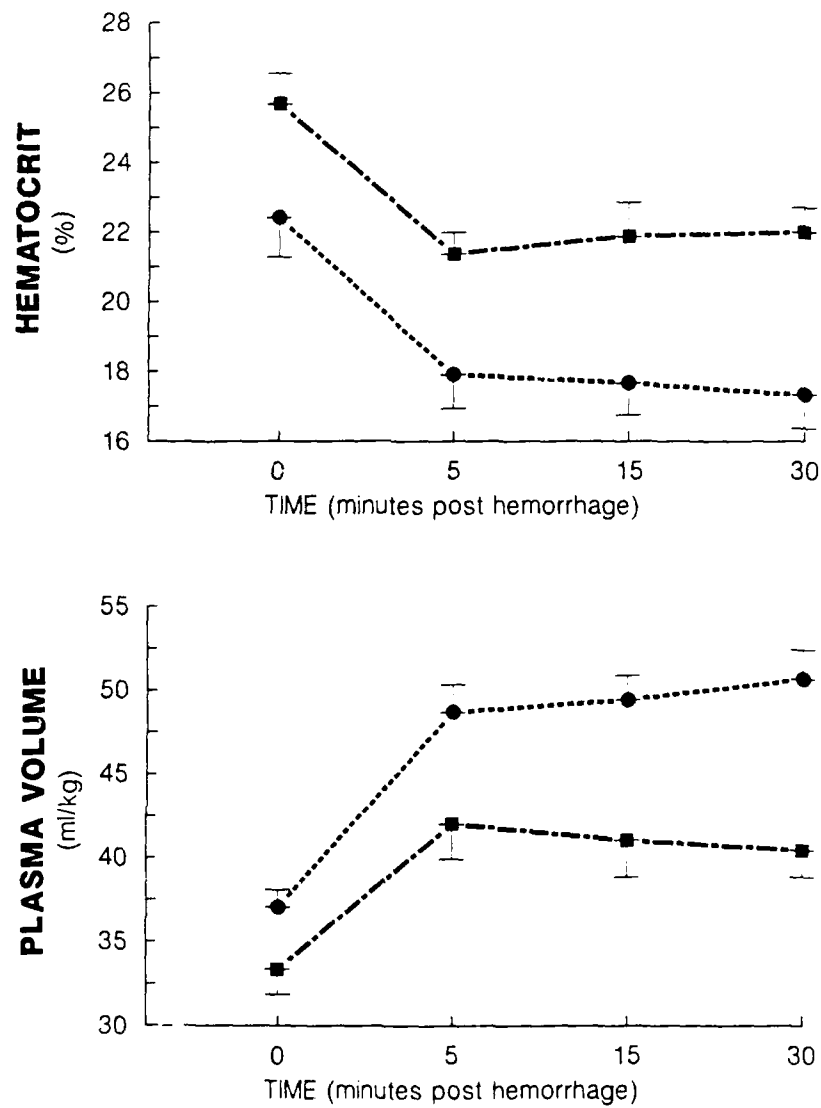 28
26
24
22
20
18
16
HEMATOCRIT
(%)
0 5 15 30
TIME (minutes post hemorrhage)
55
50
45
40
35
30
PLASMA VOLUME
(ml/kg)
0 5 15 30
TIME (minutes post hemorrhage)